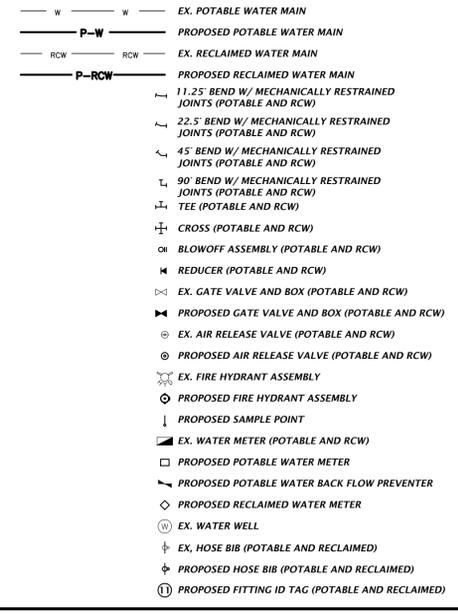 W W EX. POTABLE WATER MAIN
P-W PROPOSED POTABLE WATER MAIN
RCW RCW EX. RECLAIMED WATER MAIN
P-RCW PROPOSED RECLAIMED WATER MAIN
11.25° BEND W/ MECHANICALLY RESTRAINED
JOINTS (POTABLE AND RCW)
22.5° BEND W/ MECHANICALLY RESTRAINED
JOINTS (POTABLE AND RCW)
45° BEND W/ MECHANICALLY RESTRAINED
JOINTS (POTABLE AND RCW)
90° BEND W/ MECHANICALLY RESTRAINED
JOINTS (POTABLE AND RCW)
TEE (POTABLE AND RCW)
CROSS (POTABLE AND RCW)
BLOWOFF ASSEMBLY (POTABLE AND RCW)
REDUCER (POTABLE AND RCW)
EX. GATE VALVE AND BOX (POTABLE AND RCW)
PROPOSED GATE VALVE AND BOX (POTABLE AND RCW)
EX. AIR RELEASE VALVE (POTABLE AND RCW)
PROPOSED AIR RELEASE VALVE (POTABLE AND RCW)
EX. FIRE HYDRANT ASSEMBLY
PROPOSED FIRE HYDRANT ASSEMBLY
PROPOSED SAMPLE POINT
EX. WATER METER (POTABLE AND RCW)
PROPOSED POTABLE WATER METER
PROPOSED POTABLE WATER BACK FLOW PREVENTER
PROPOSED RECLAIMED WATER METER
W EX. WATER WELL
EX, HOSE BIB (POTABLE AND RECLAIMED)
PROPOSED HOSE BIB (POTABLE AND RECLAIMED)
11 PROPOSED FITTING ID TAG (POTABLE AND RECLAIMED)